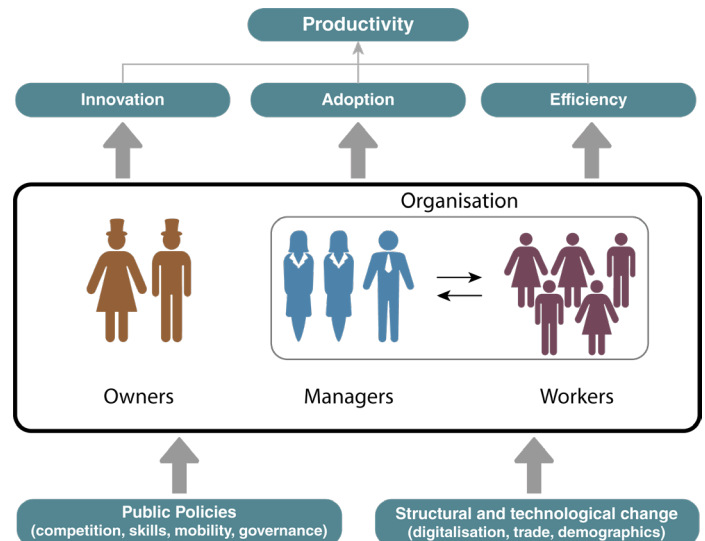 Productivity
Innovation
Adoption
Efficiency
Organisation
Owners
Managers
Workers
Public Policies
(competition, skills, mobility, governance)
Structural and technological change
(digitalisation, trade, demographics)